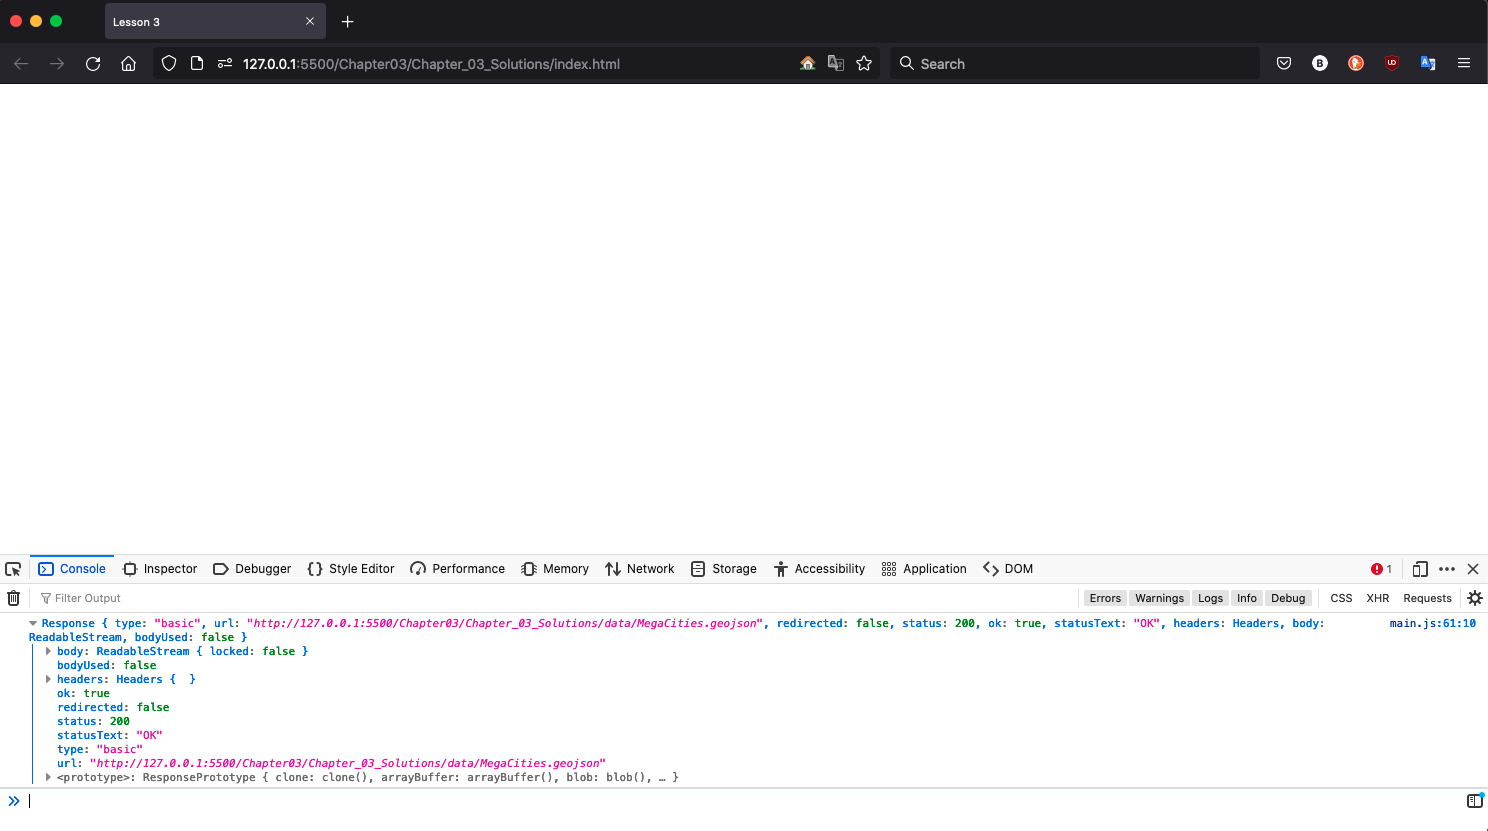 Lesson 3
127.0.0.1:5500/Chapter03/Chapter_03_Solutions/index.html
Search
B
UD
Console Inspector Debugger Style Editor Performance Memory Network Storage Accessibility Application DOM 1
Filter Output Errors Warnings Logs Info Debug CSS XHR Requests
Response { type: "basic", url: "http://127.0.0.1:5500/Chapter03/Chapter_03_Solutions/data/MegaCities.geojson", redirected: false, status: 200, ok: true, statusText: "OK", headers: Headers, body: main.js:61:10
ReadableStream, bodyUsed: false }
body: ReadableStream { locked: false }
bodyUsed: false
headers: Headers { }
ok: true
redirected: false
status: 200
statusText: "OK"
type: "basic"
url: "http://127.0.0.1:5500/Chapter03/Chapter_03_Solutions/data/MegaCities.geojson"
<prototype>: ResponsePrototype { clone: clone(), arrayBuffer: arrayBuffer(), blob: blob(), … }